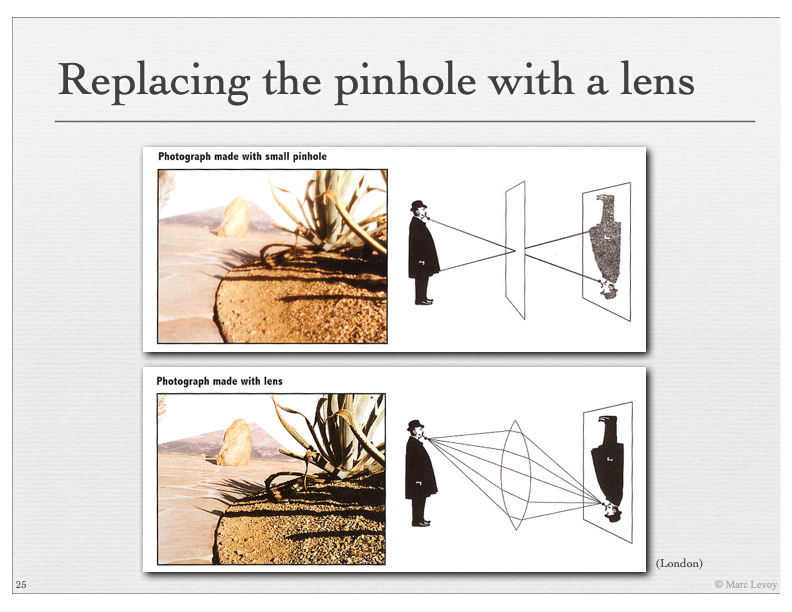 Replacing the pinhole with a lens
Photograph made with small pinhole
Photograph made with lens
(London)
25
© Marc Levoy